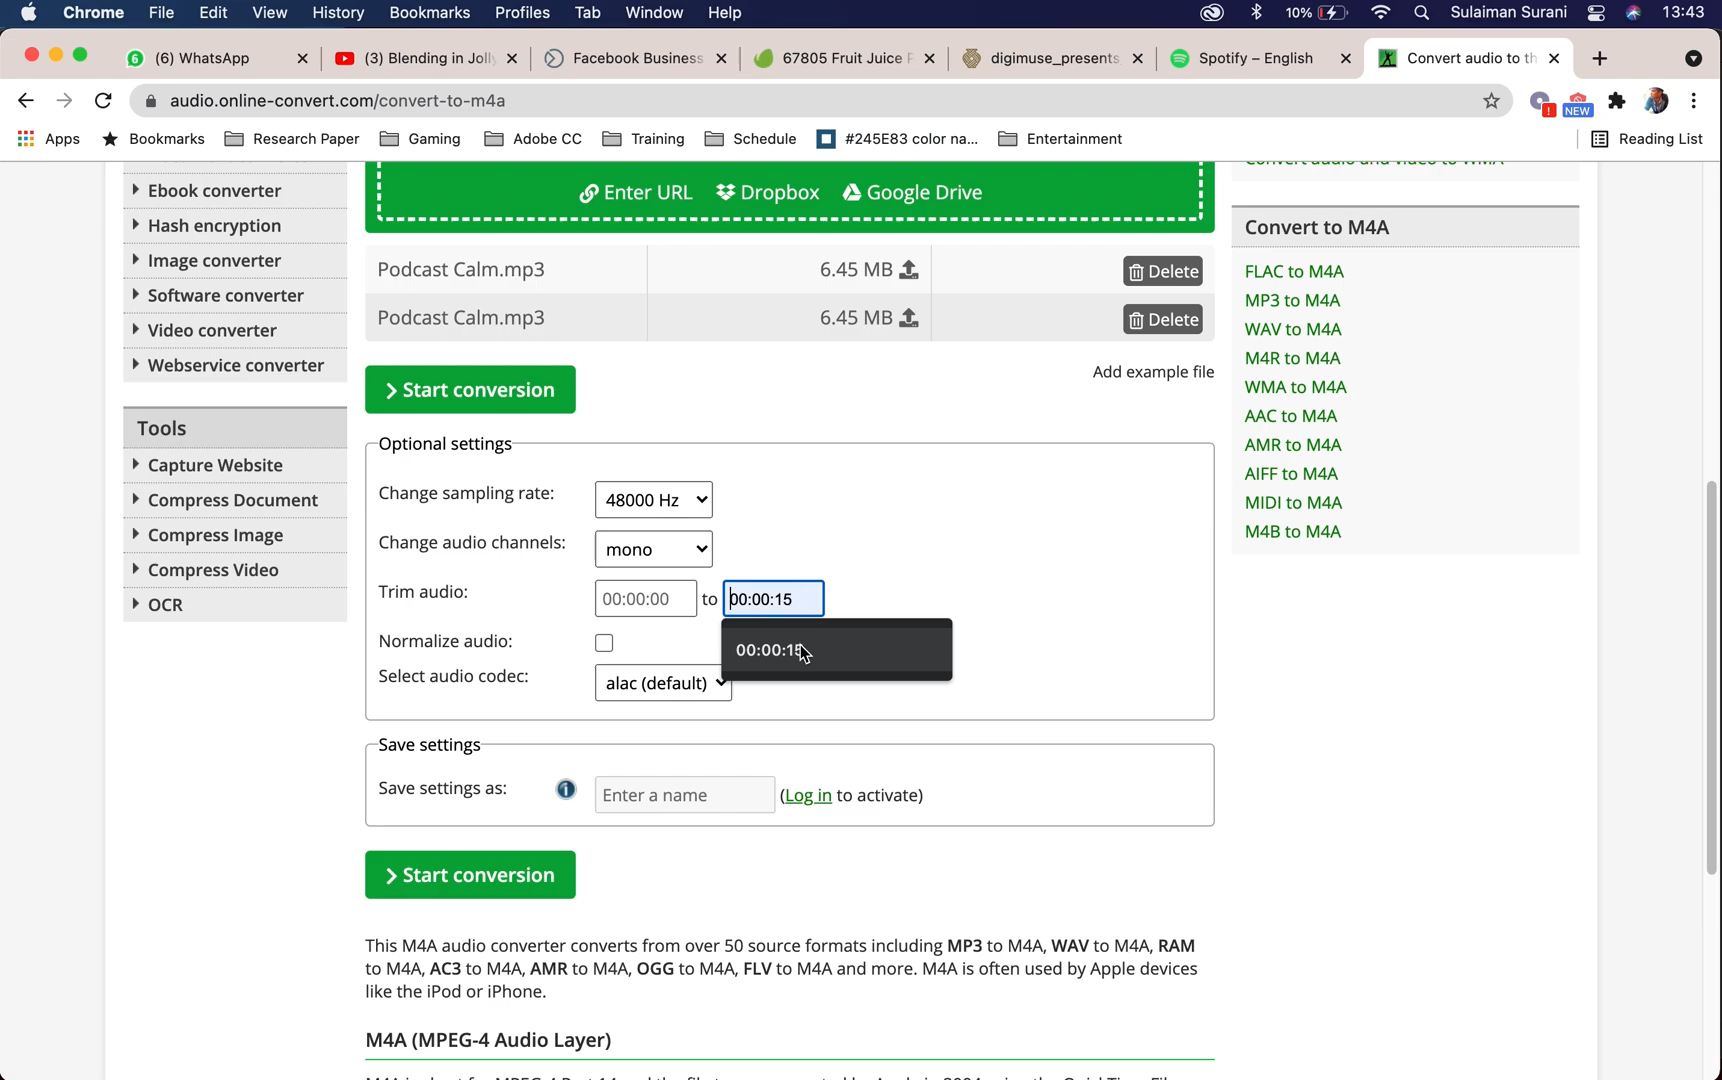 Chrome File Edit View History Bookmarks Profiles Tab Window Help 10% Sulaiman Surani 13:43
(6) WhatsApp (3) Blending in Jolly Facebook Business 67805 Fruit Juice digimuse_presents Spotify – English Convert audio to th
audio.online-convert.com/convert-to-m4a NEW
Apps Bookmarks Research Paper Gaming Adobe CC Training Schedule #245E83 color na... Entertainment Reading List
Ebook converter
Hash encryption
Image converter
Software converter
Video converter
Webservice converter
Tools
Capture Website
Compress Document
Compress Image
Compress Video
OCR
Enter URL Dropbox Google Drive
Podcast Calm.mp3 6.45 MB Delete
Podcast Calm.mp3 6.45 MB Delete
Start conversion
Add example file
Optional settings
Change sampling rate: 48000 Hz
Change audio channels: mono
Trim audio: 00:00:00 to 00:00:15
00:00:15
Normalize audio:
Select audio codec: alac (default)
Save settings
Save settings as: Enter a name (Log in to activate)
Start conversion
This M4A audio converter converts from over 50 source formats including MP3 to M4A, WAV to M4A, RAM
to M4A, AC3 to M4A, AMR to M4A, OGG to M4A, FLV to M4A and more. M4A is often used by Apple devices
like the iPod or iPhone.
M4A (MPEG-4 Audio Layer)
Convert audio and video to WMA
Convert to M4A
FLAC to M4A
MP3 to M4A
WAV to M4A
M4R to M4A
WMA to M4A
AAC to M4A
AMR to M4A
AIFF to M4A
MIDI to M4A
M4B to M4A